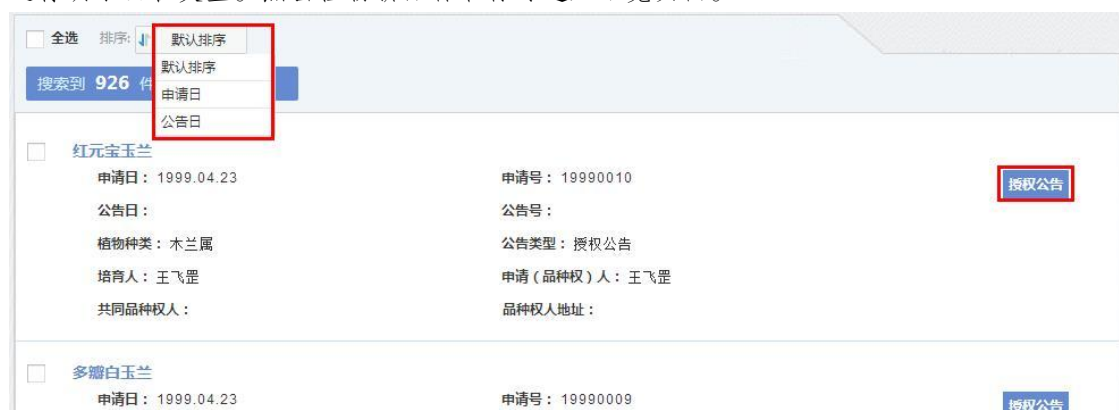 全选 排序: 默认排序
默认排序
搜索到 926 件
申请日
公告日
红元宝玉兰
申请日: 1999.04.23 申请号: 19990010 授权公告
公告日: 公告号:
植物种类: 木兰属 公告类型: 授权公告
培育人: 王飞罡 申请(品种权)人: 王飞罡
共同品种权人: 品种权人地址:
多瓣白玉兰
申请日: 1999.04.23 申请号: 19990009 授权公告